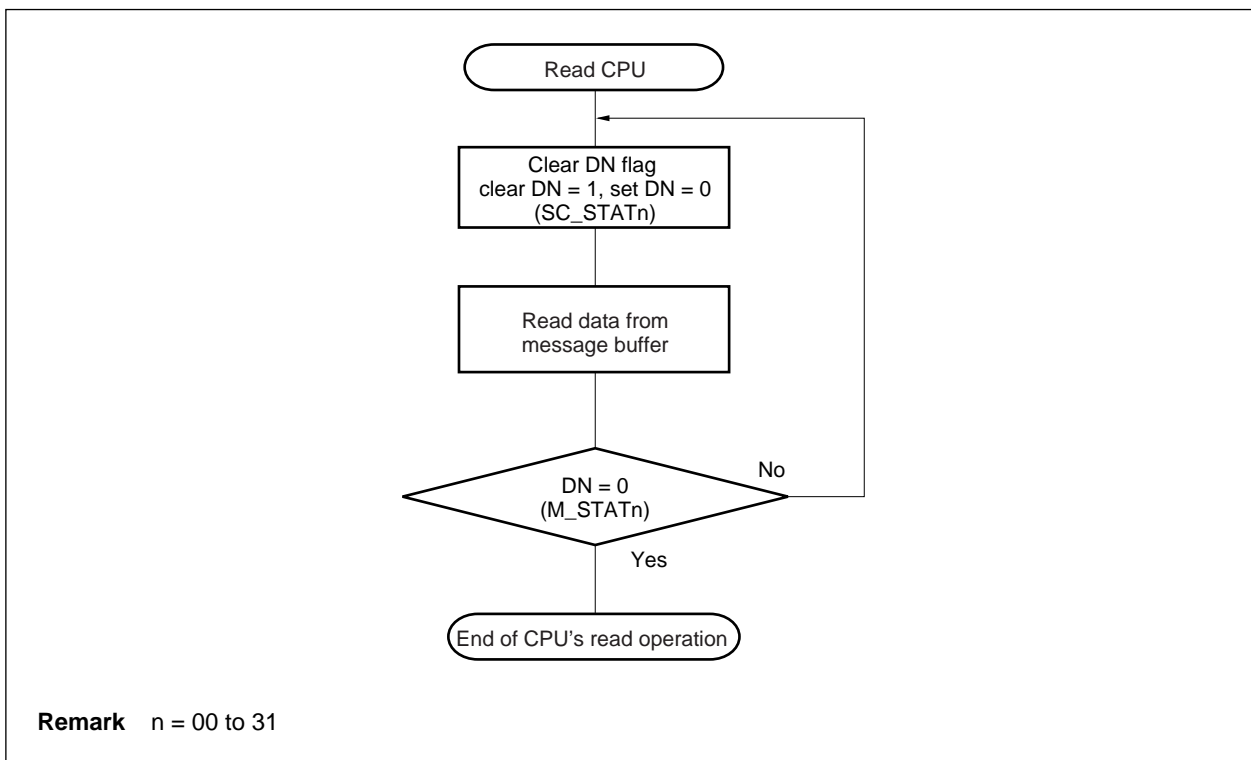 Read CPU
Clear DN flag
clear DN = 1, set DN = 0
(SC_STATn)
Read data from
message buffer
DN = 0
(M_STATn)
No
Yes
End of CPU's read operation
Remark n = 00 to 31